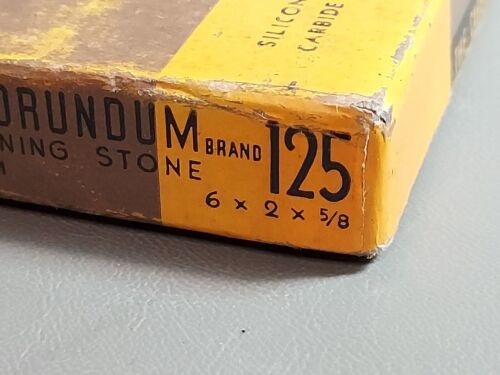 SILICON
CARBIDE
ORUNDUM BRAND 125
NING STONE
6 x 2 x 5/8